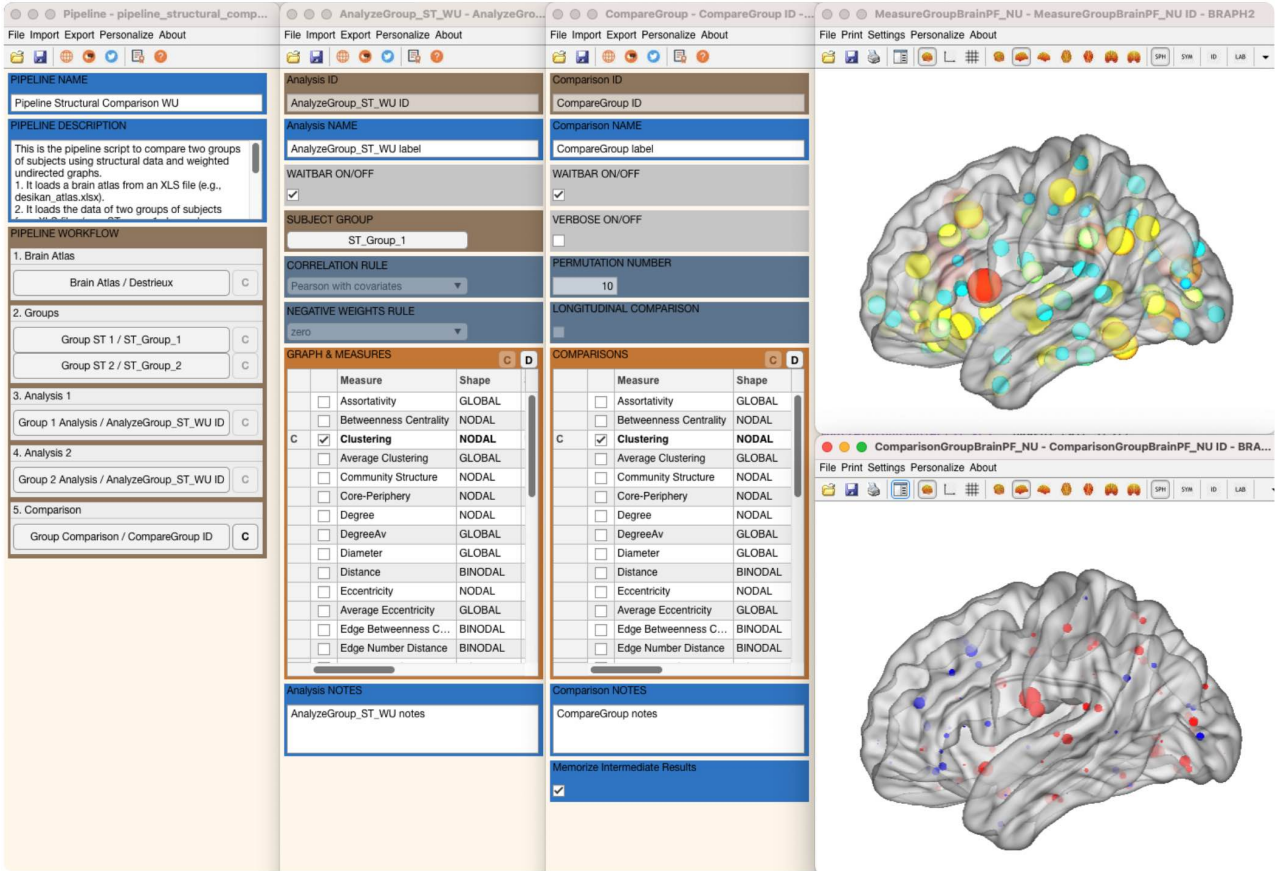 Pipeline - pipeline_structural_comp...
File Import Export Personalize About
PIPELINE NAME
Pipeline Structural Comparison WU
PIPELINE DESCRIPTION
This is the pipeline script to compare two groups
of subjects using structural data and weighted
undirected graphs.
1. It loads a brain atlas from an XLS file (e.g.,
desikan_atlas.xlsx).
2. It loads the data of two groups of subjects
PIPELINE WORKFLOW
1. Brain Atlas
Brain Atlas / Destrieux C
2. Groups
Group ST 1 / ST_Group_1 C
Group ST 2 / ST_Group_2 C
3. Analysis 1
Group 1 Analysis / AnalyzeGroup_ST_WU ID C
4. Analysis 2
Group 2 Analysis / AnalyzeGroup_ST_WU ID C
5. Comparison
Group Comparison / CompareGroup ID C
AnalyzeGroup_ST_WU - AnalyzeGro...
File Import Export Personalize About
Analysis ID
AnalyzeGroup_ST_WU ID
Analysis NAME
AnalyzeGroup_ST_WU label
WAITBAR ON/OFF
SUBJECT GROUP
ST_Group_1
CORRELATION RULE
Pearson with covariates
NEGATIVE WEIGHTS RULE
zero
GRAPH & MEASURES C D
Measure Shape
Assortativity GLOBAL
Betweenness Centrality NODAL
C Clustering NODAL
Average Clustering GLOBAL
Community Structure NODAL
Core-Periphery NODAL
Degree NODAL
DegreeAv GLOBAL
Diameter GLOBAL
Distance BINODAL
Eccentricity NODAL
Average Eccentricity GLOBAL
Edge Betweenness C... BINODAL
Edge Number Distance BINODAL
Analysis NOTES
AnalyzeGroup_ST_WU notes
CompareGroup - CompareGroup ID -...
File Import Export Personalize About
Comparison ID
CompareGroup ID
Comparison NAME
CompareGroup label
WAITBAR ON/OFF
VERBOSE ON/OFF
PERMUTATION NUMBER
10
LONGITUDINAL COMPARISON
COMPARISONS C D
Measure Shape
Assortativity GLOBAL
Betweenness Centrality NODAL
C Clustering NODAL
Average Clustering GLOBAL
Community Structure NODAL
Core-Periphery NODAL
Degree NODAL
DegreeAv GLOBAL
Diameter GLOBAL
Distance BINODAL
Eccentricity NODAL
Average Eccentricity GLOBAL
Edge Betweenness C... BINODAL
Edge Number Distance BINODAL
Comparison NOTES
CompareGroup notes
Memorize Intermediate Results
MeasureGroupBrainPF_NU - MeasureGroupBrainPF_NU ID - BRAPH2
File Print Settings Personalize About
SPH SYM ID LAB
ComparisonGroupBrainPF_NU - ComparisonGroupBrainPF_NU ID - BRA...
File Print Settings Personalize About
SPH SYM ID LAB